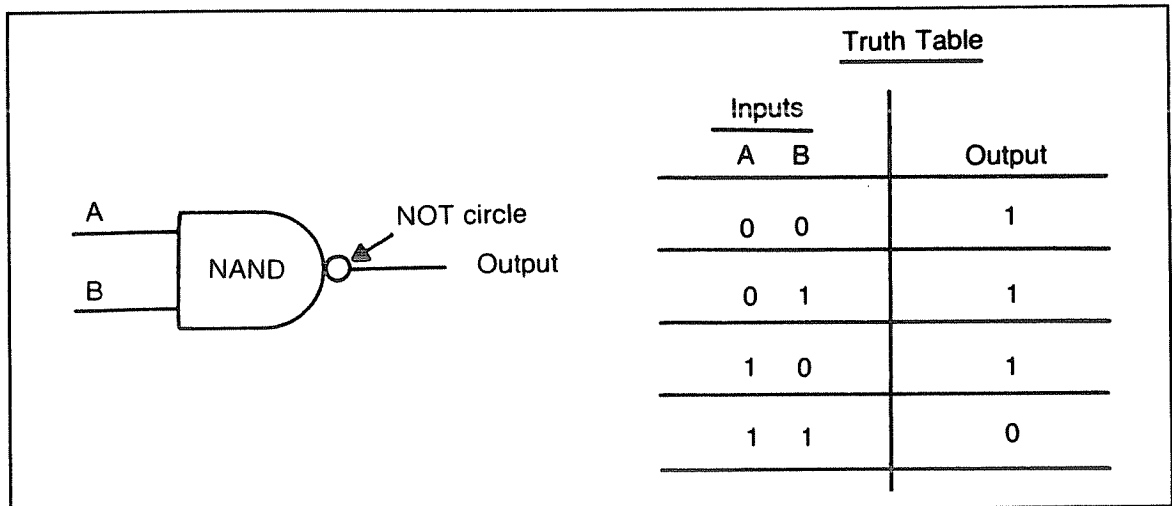 Truth Table
Inputs
A B Output
0 0 1
0 1 1
1 0 1
1 1 0
A
B
NAND
NOT circle
Output